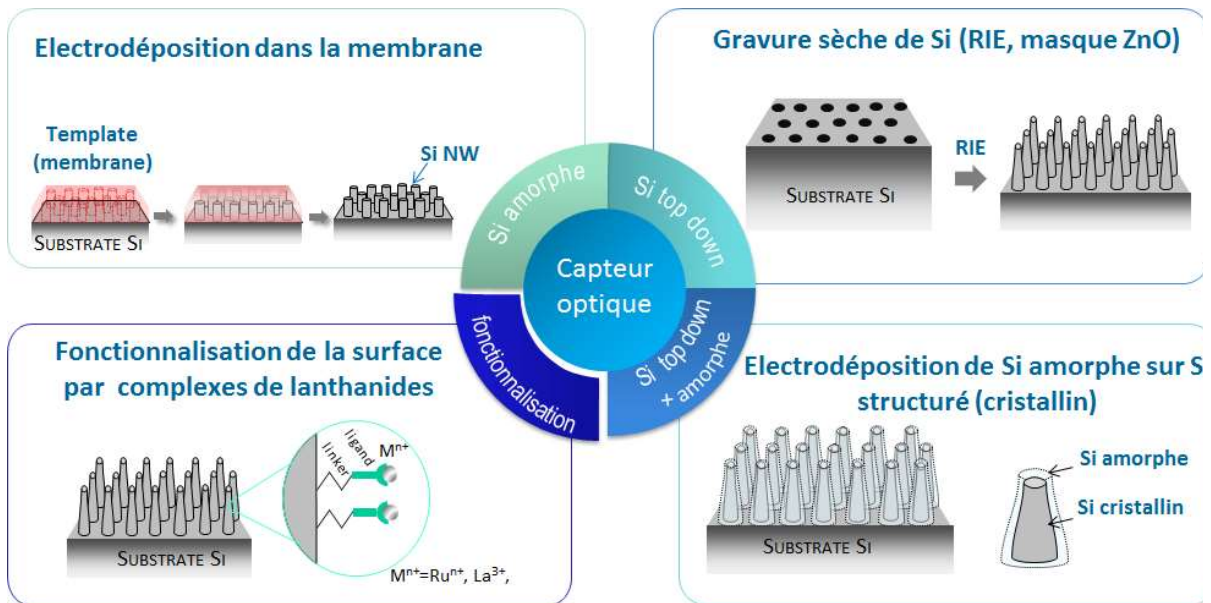 Electrodéposition dans la membrane
Template
(membrane)
Si NW
SUBSTRATE SI
Gravure sèche de Si (RIE, masque ZnO)
RIE
SUBSTRATE SI
Si amorphe
Si top down
Capteur
optique
fonctionnalisation
Si top down
+ amorphe
Fonctionnalisation de la surface
par complexes de lanthanides
linker
ligand
Mⁿ⁺
SUBSTRATE SI
Mⁿ⁺=Ruⁿ⁺, La³⁺,
Electrodéposition de Si amorphe sur S
structuré (cristallin)
Si amorphe
Si cristallin
SUBSTRATE SI